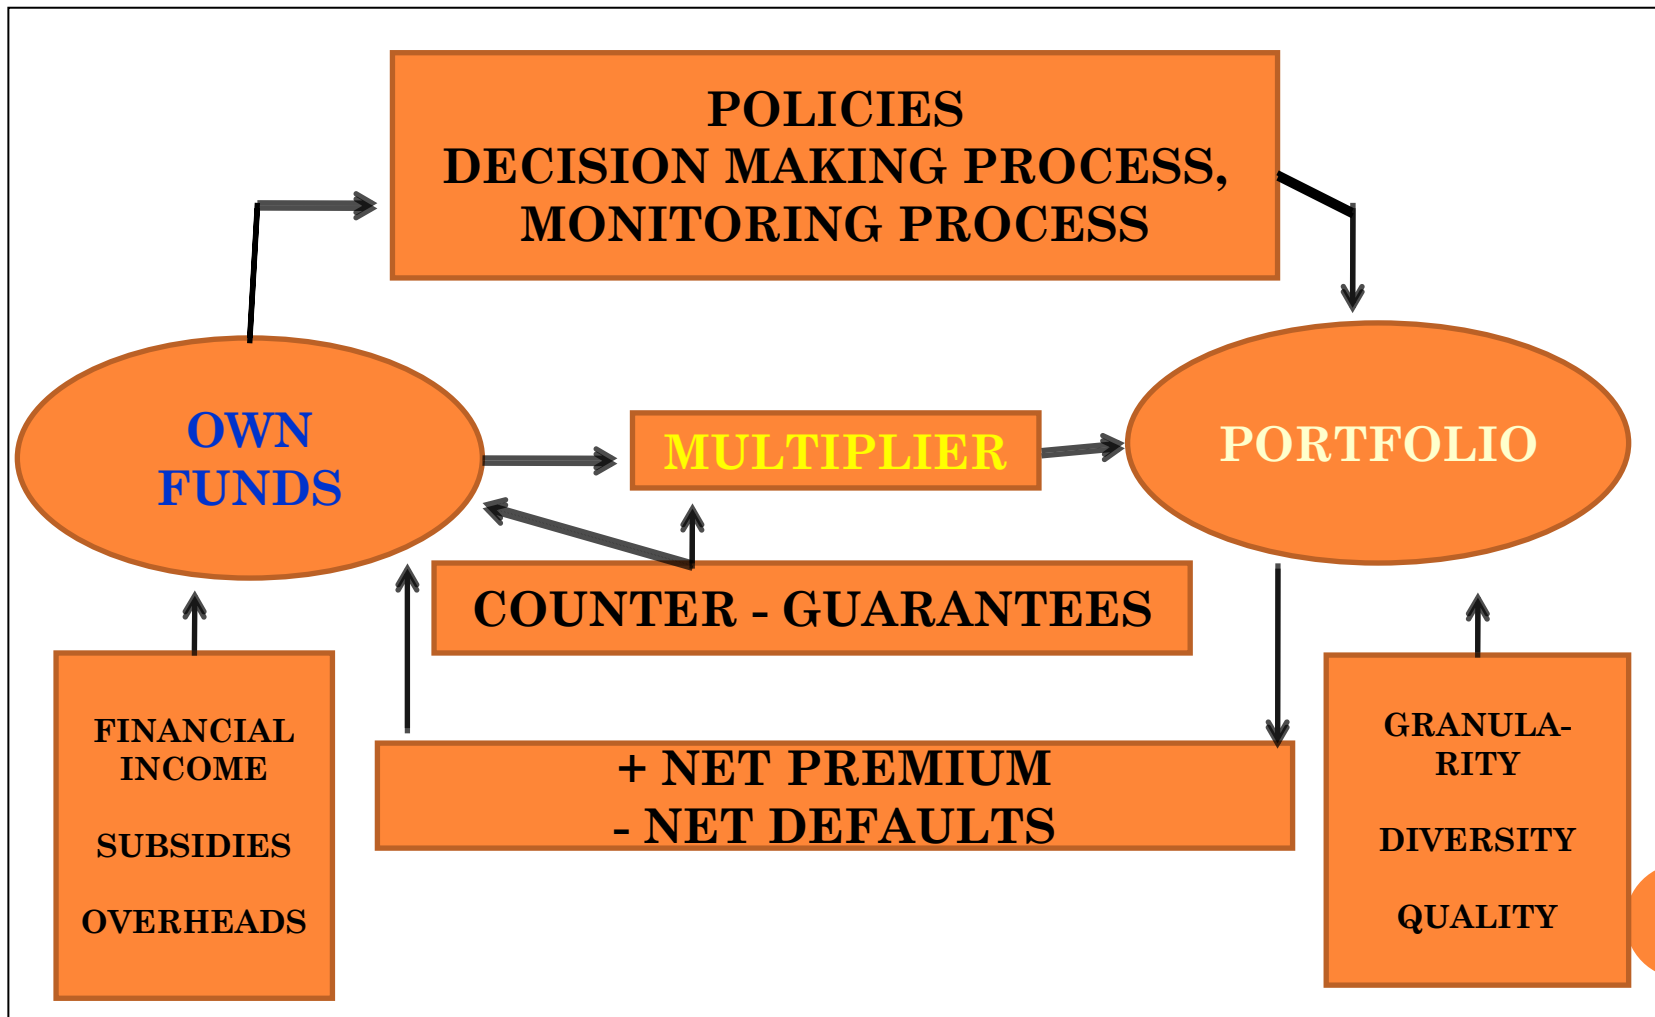 POLICIES
DECISION MAKING PROCESS,
MONITORING PROCESS
OWN
FUNDS
MULTIPLIER
PORTFOLIO
COUNTER - GUARANTEES
FINANCIAL
INCOME
SUBSIDIES
OVERHEADS
+ NET PREMIUM
- NET DEFAULTS
GRANULA-
RITY
DIVERSITY
QUALITY